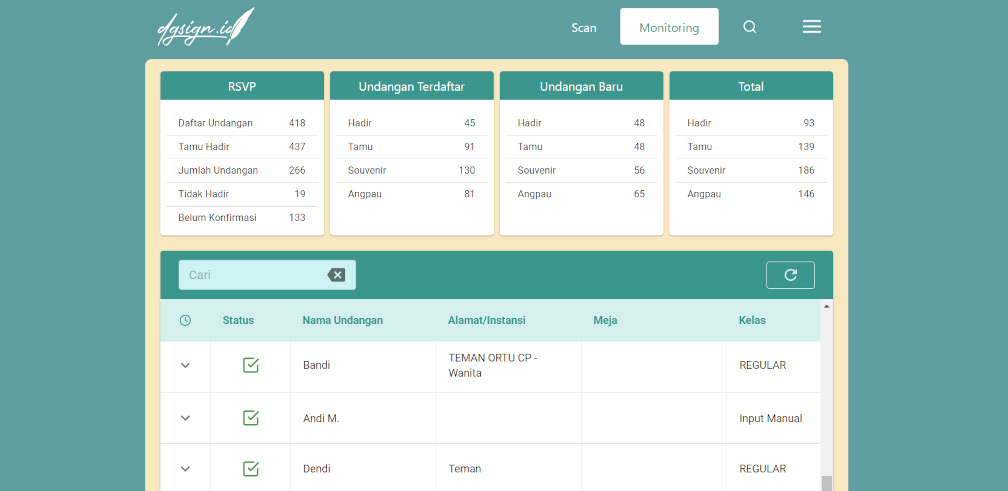 dgsign.id
Scan
Monitoring
RSVP
Daftar Undangan 418
Tamu Hadir 437
Jumlah Undangan 266
Tidak Hadir 19
Belum Konfirmasi 133
Undangan Terdaftar
Hadir 45
Tamu 91
Souvenir 130
Angpau 81
Undangan Baru
Hadir 48
Tamu 48
Souvenir 56
Angpau 65
Total
Hadir 93
Tamu 139
Souvenir 186
Angpau 146
Cari
Status Nama Undangan Alamat/Instansi Meja Kelas
Bandi TEMAN ORTU CP - REGULAR
Wanita
Andi M. Input Manual
Dendi Teman REGULAR